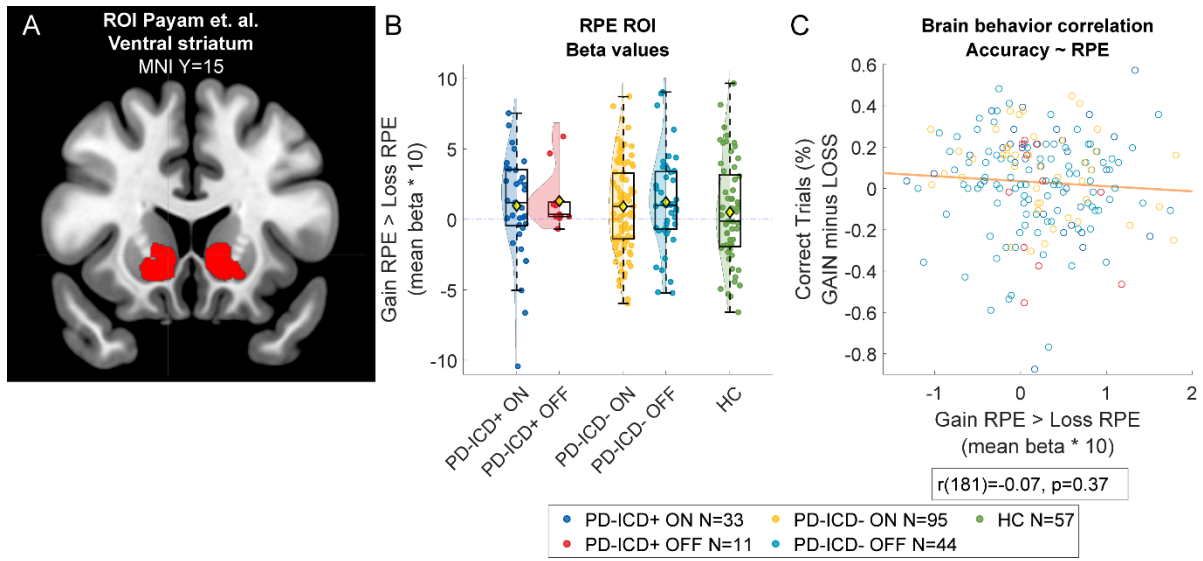 A
ROI Payam et. al.
Ventral striatum
MNI Y=15
B
RPE ROI
Beta values
Gain RPE > Loss RPE
(mean beta * 10)
10
5
0
-5
-10
PD-ICD+ ON
PD-ICD+ OFF
PD-ICD- ON
PD-ICD- OFF
HC
C
Brain behavior correlation
Accuracy ~ RPE
Correct Trials (%)
GAIN minus LOSS
0.6
0.4
0.2
0
-0.2
-0.4
0.6
-0.8
-1
0
1
2
Gain RPE > Loss RPE
(mean beta * 10)
r(181)=-0.07, p=0.37
PD-ICD+ ON N=33
PD-ICD- ON N=95
HC N=57
PD-ICD+ OFF N=11
PD-ICD- OFF N=44